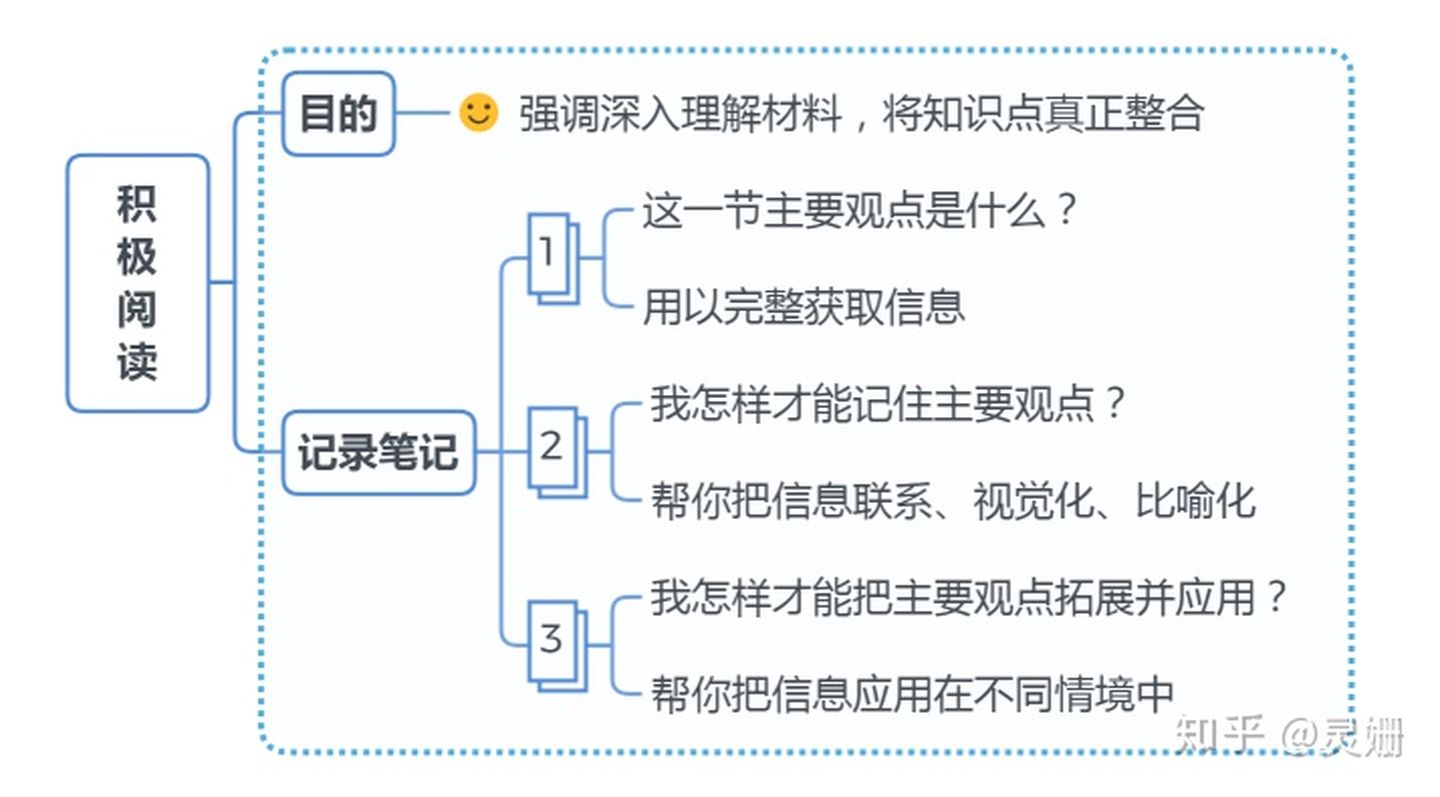 积极阅读
目的
强调深入理解材料，将知识点真正整合
记录笔记
1
这一节主要观点是什么？
用以完整获取信息
2
我怎样才能记住主要观点？
帮你把信息联系、视觉化、比喻化
3
我怎样才能把主要观点拓展并应用？
帮你把信息应用在不同情境中
知乎 @灵姗